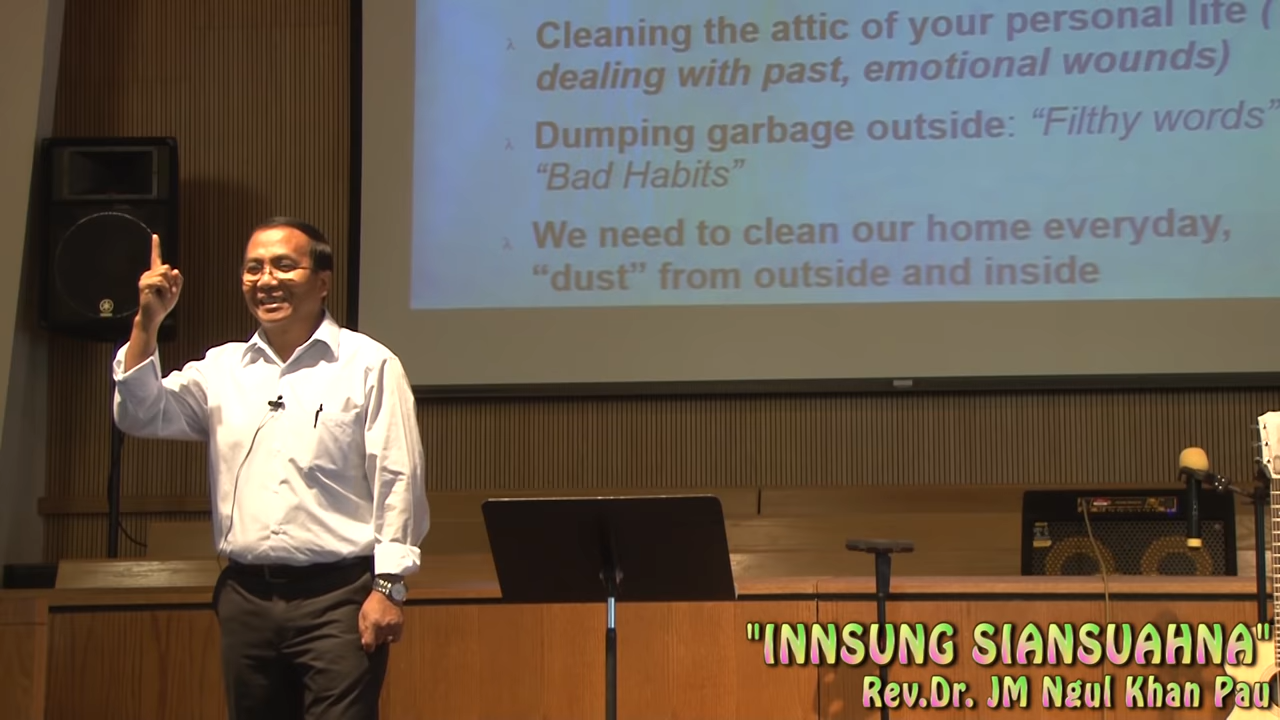 Cleaning the attic of your personal life (
dealing with past, emotional wounds)
Dumping garbage outside: “Filthy words”
“Bad Habits”
We need to clean our home everyday,
“dust” from outside and inside
"INNSUNG SIANSUAHNA"
Rev.Dr. JM Ngul Khan Pau